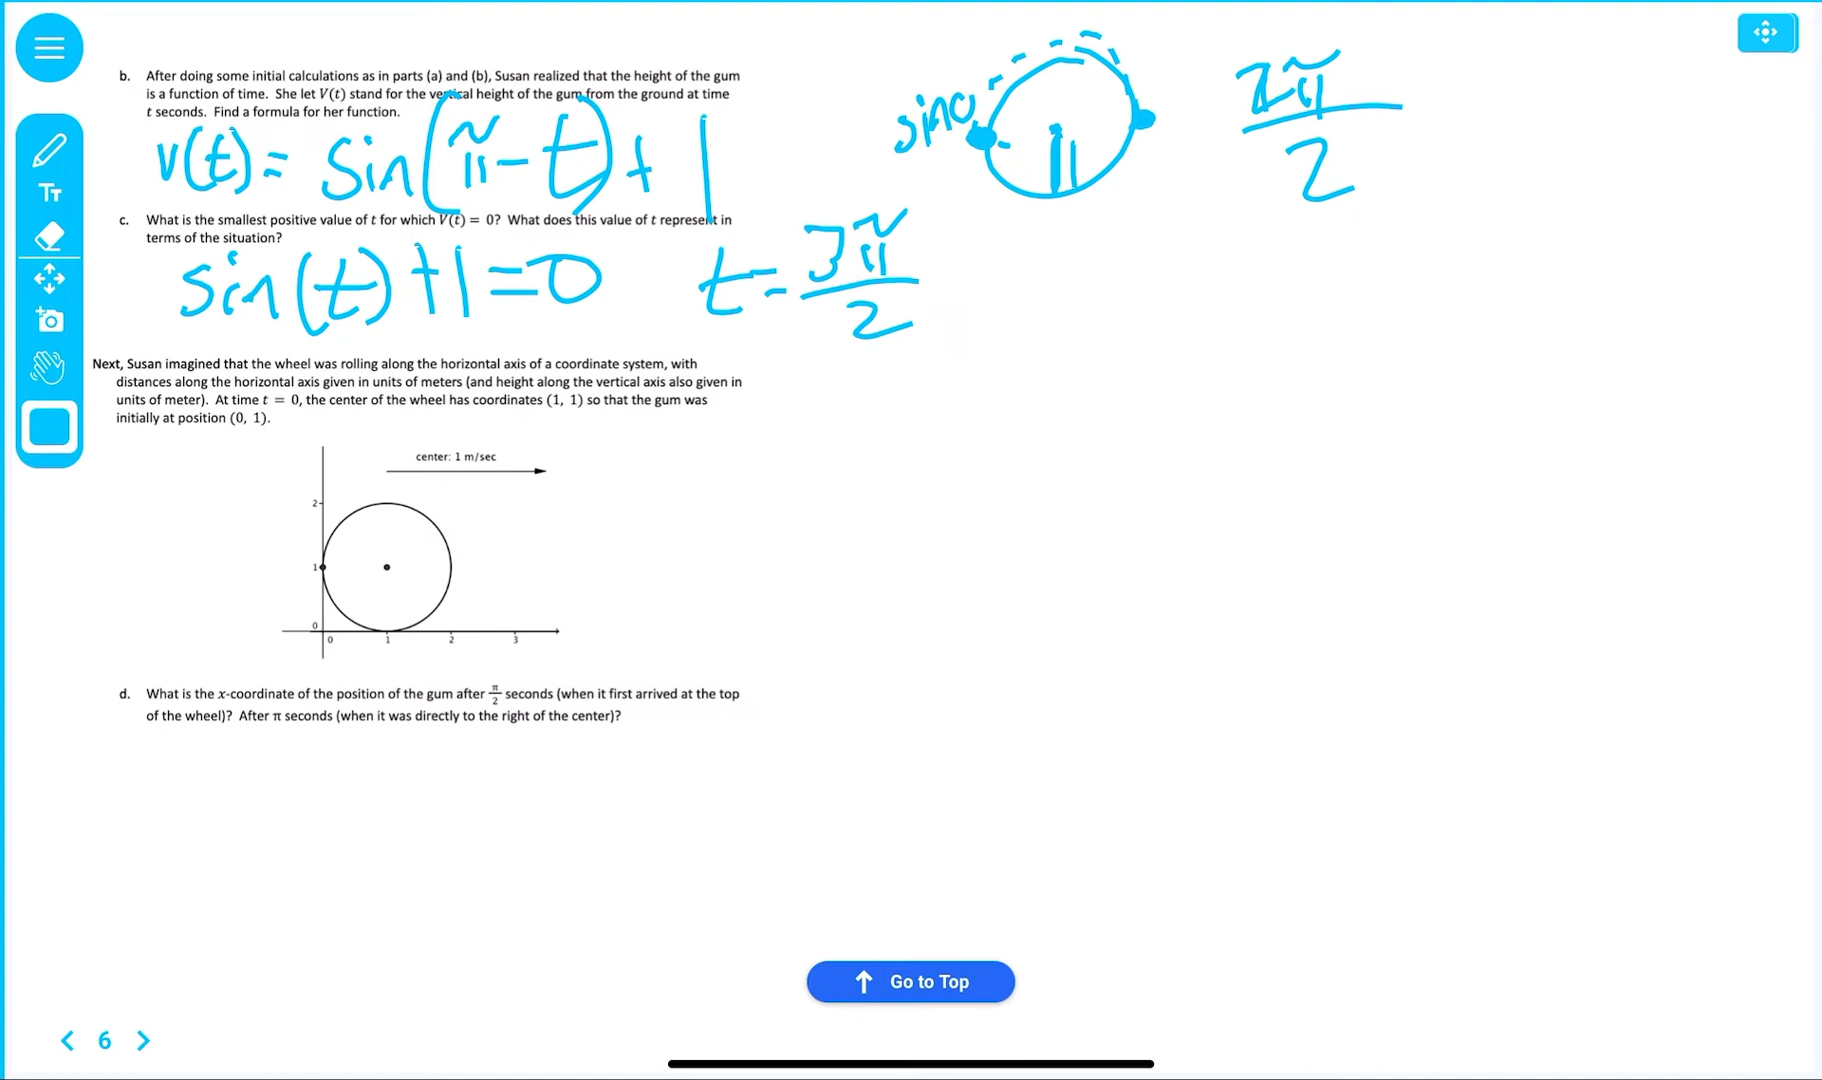 b. After doing some initial calculations as in parts (a) and (b), Susan realized that the height of the gum
is a function of time. She let V(t) stand for the vertical height of the gum from the ground at time
t seconds. Find a formula for her function.
v(t) = sin(π - t) + 1
c. What is the smallest positive value of t for which V(t) = 0? What does this value of t represent in
terms of the situation?
sin(t) + 1 = 0 t = 3π/2
sin0
2π/2
Next, Susan imagined that the wheel was rolling along the horizontal axis of a coordinate system, with
distances along the horizontal axis given in units of meters (and height along the vertical axis also given in
units of meter). At time t = 0, the center of the wheel has coordinates (1, 1) so that the gum was
initially at position (0, 1).
center: 1 m/sec
2
1
0
0 1 2 3
d. What is the x-coordinate of the position of the gum after π/2 seconds (when it first arrived at the top
of the wheel)? After π seconds (when it was directly to the right of the center)?
Go to Top
6
TT